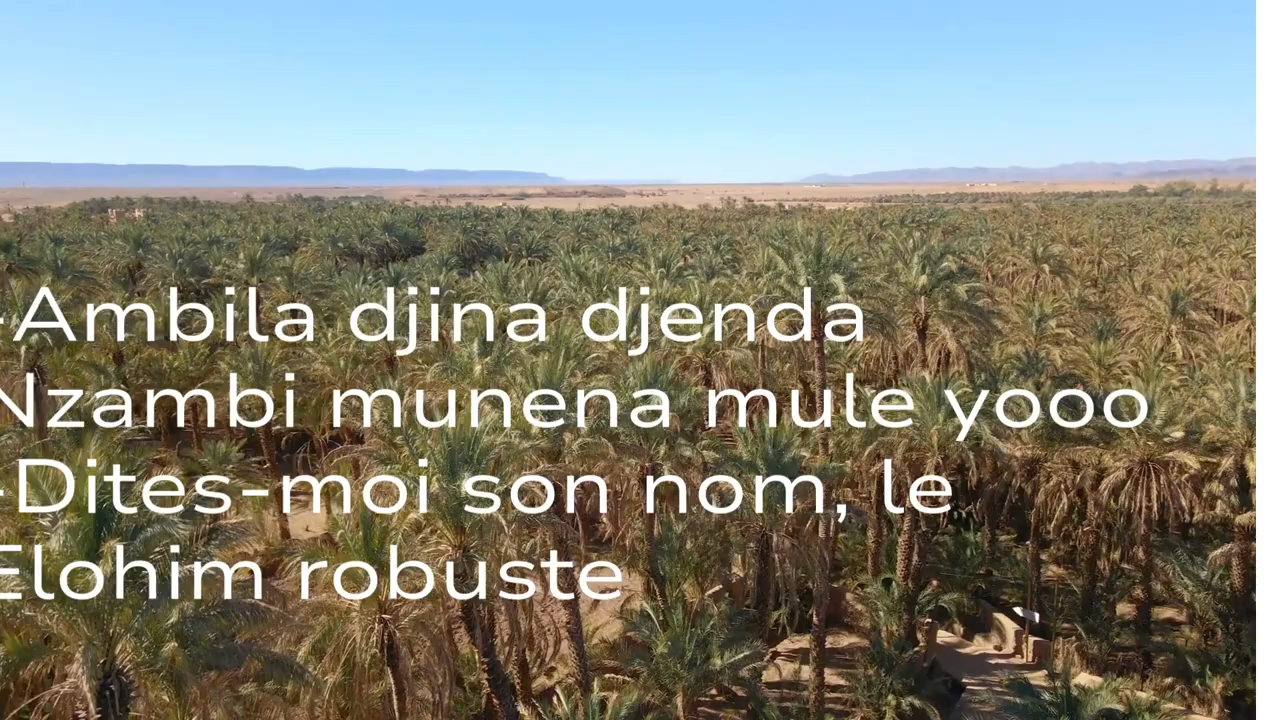 -Ambila djina djenda
Nzambi munena mule yooo
-Dites-moi son nom, le
Elohim robuste